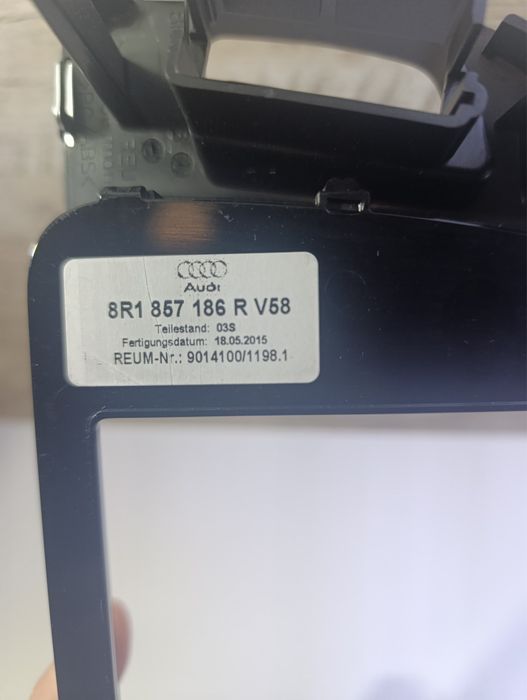 Audi
8R1 857 186 R V58
Teilestand: 03S
Fertigungsdatum: 18.05.2015
REUM-Nr.: 9014100/1198.1